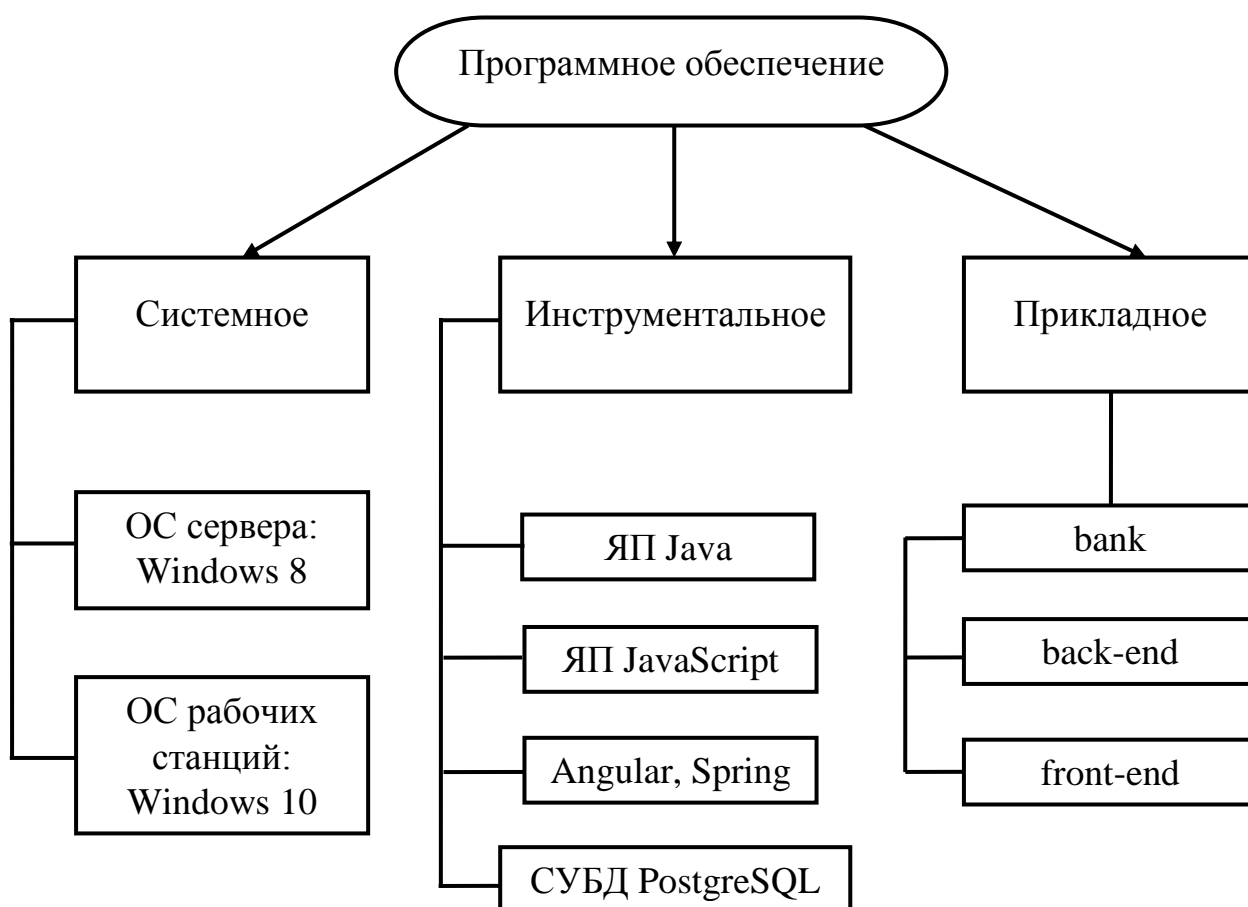 Программное обеспечение
Системное
Инструментальное
Прикладное
ОС сервера:
Windows 8
ОС рабочих
станций:
Windows 10
ЯП Java
ЯП JavaScript
Angular, Spring
СУБД PostgreSQL
bank
back-end
front-end